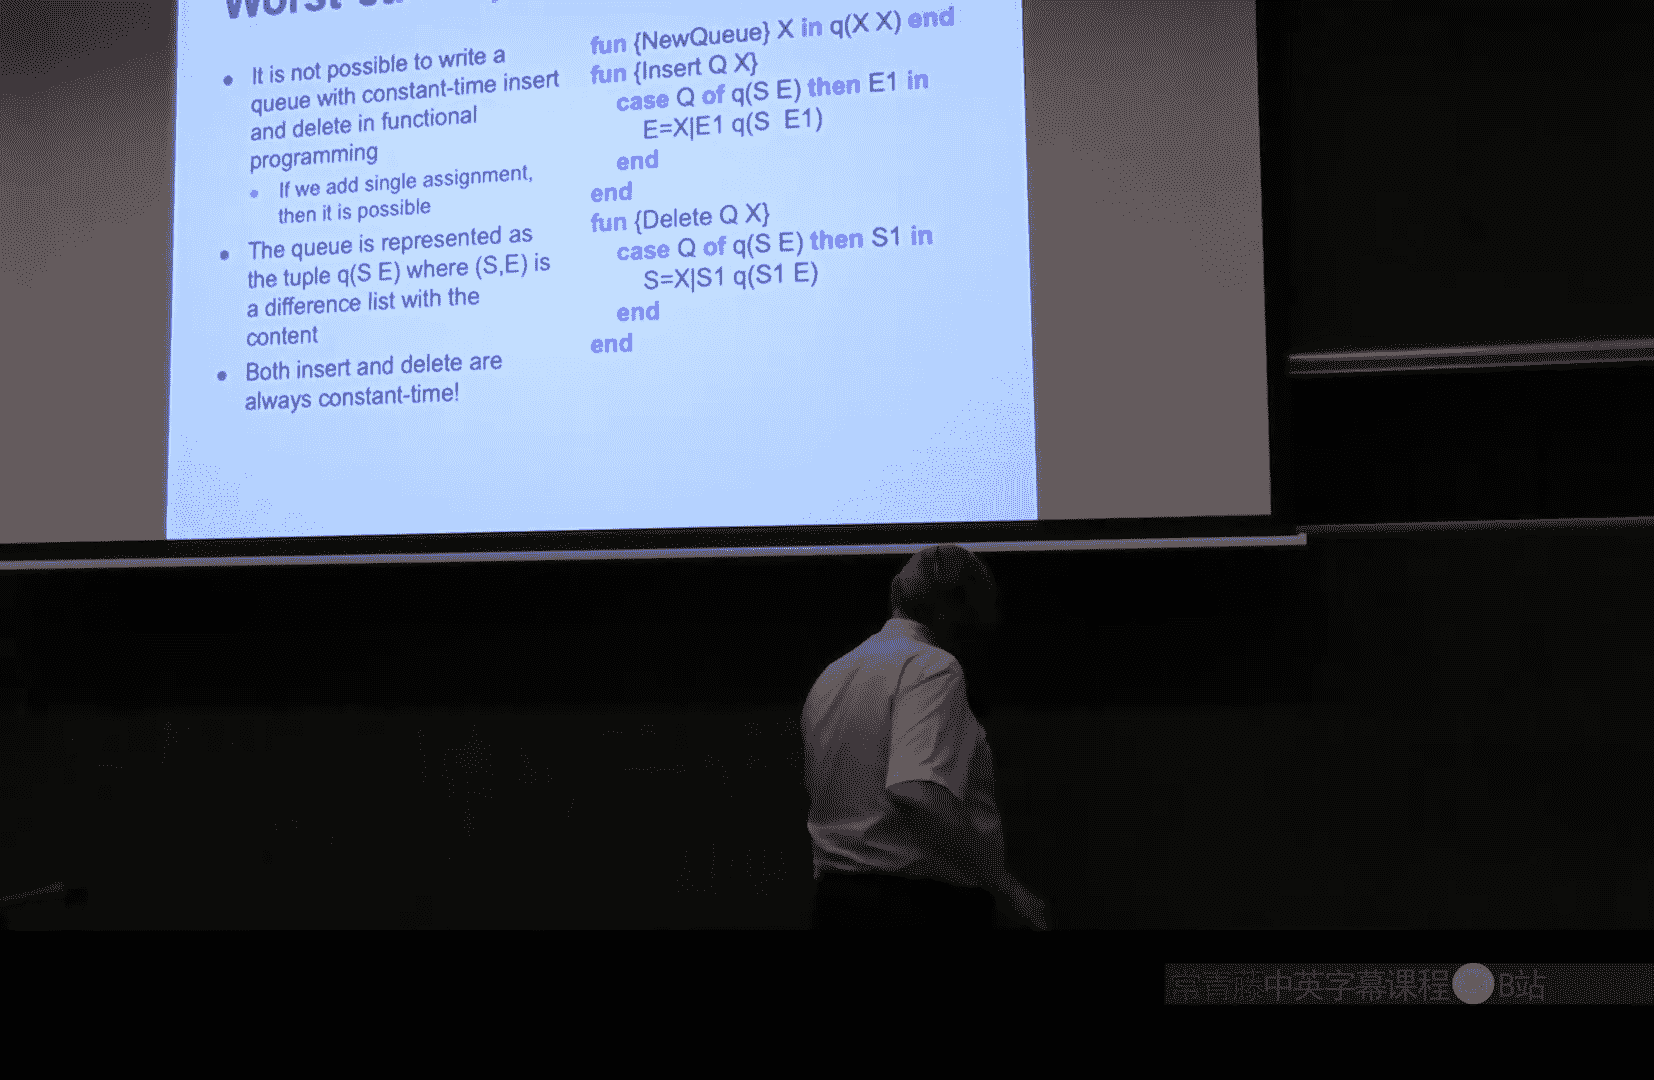 It is not possible to write a
queue with constant-time insert
and delete in functional
programming
If we add single assignment,
then it is possible
The queue is represented as
the tuple q(S E) where (S,E) is
a difference list with the
content
Both insert and delete are
always constant-time!
fun {NewQueue} X in q(X X) end
fun {Insert Q X}
case Q of q(S E) then E1 in
E=X|E1 q(S E1)
end
end
fun {Delete Q X}
case Q of q(S E) then S1 in
S=X|S1 q(S1 E)
end
end
常青藤中英字幕课程 B站